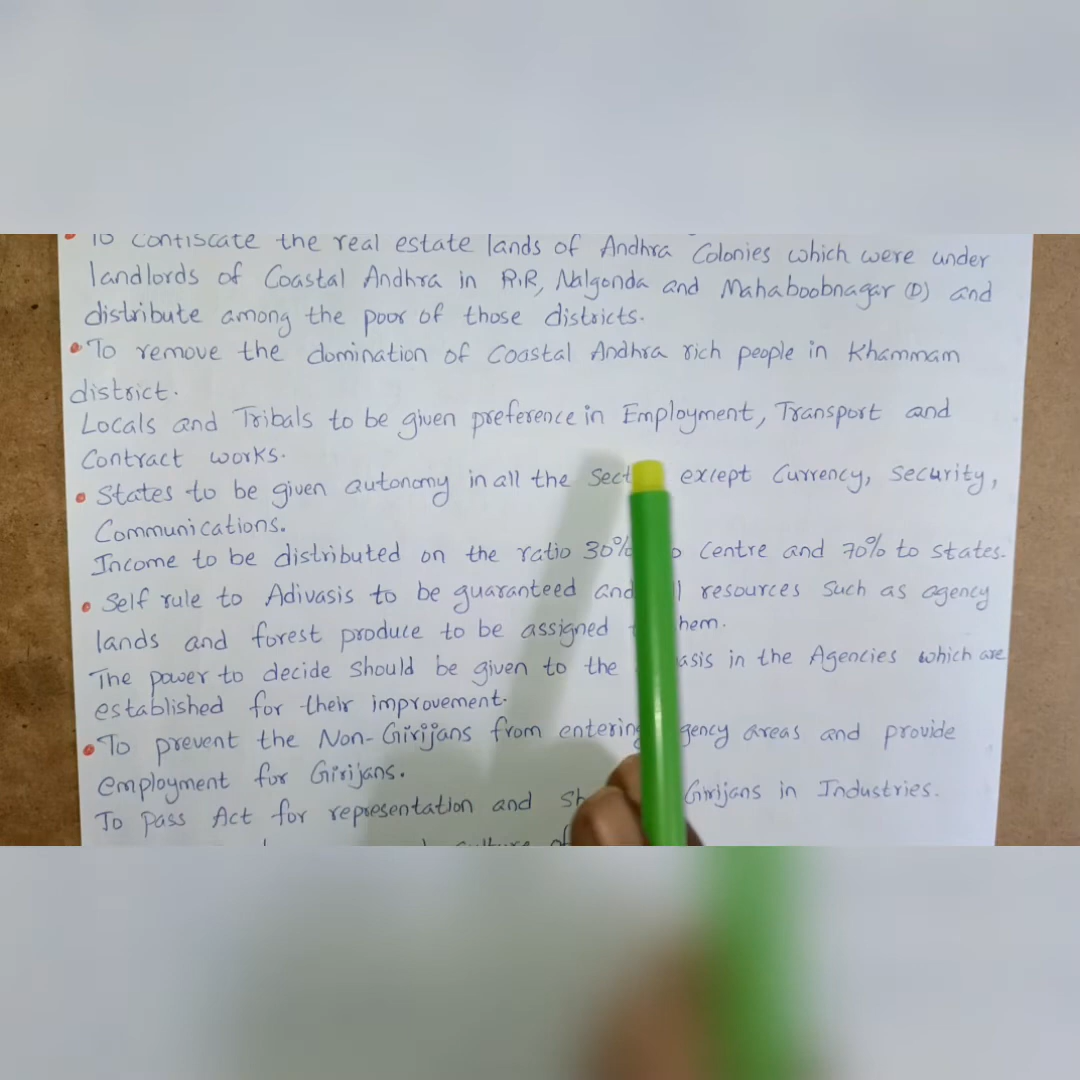 To confiscate the real estate lands of Andhra Colonies which were under
landlords of Coastal Andhra in R.R, Nalgonda and Mahaboobnagar (D) and
distribute among the poor of those districts.
• To remove the domination of Coastal Andhra rich people in Khammam
district.
Locals and Tribals to be given preference in Employment, Transport and
Contract works.
• States to be given autonomy in all the except Currency, Security,
Communications.
Income to be distributed on the ratio 30% Centre and 70% to states.
• Self rule to Adivasis to be guaranteed and resources such as agency
lands and forest produce to be assigned
The power to decide should be given to the in the Agencies which are
established for their improvement.
• To prevent the Non-Girijans from entering areas and provide
employment for Girijans.
To pass Act for representation and Girijans in Industries.
culture of